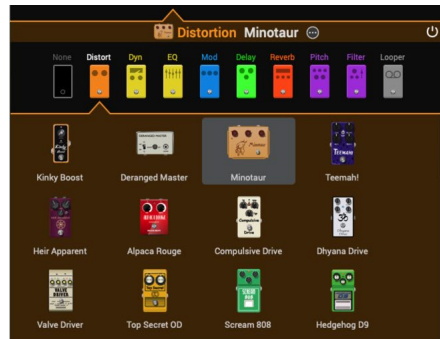 Distortion Minotaur
None Distort Dyn EQ Mod Delay Reverb Pitch Filter Looper
Kinky Boost Deranged Master Minotaur Teemah!
Heir Apparent Alpaca Rouge Compulsive Drive Dhyana Drive
Valve Driver Top Secret OD Scream 808 Hedgehog D9